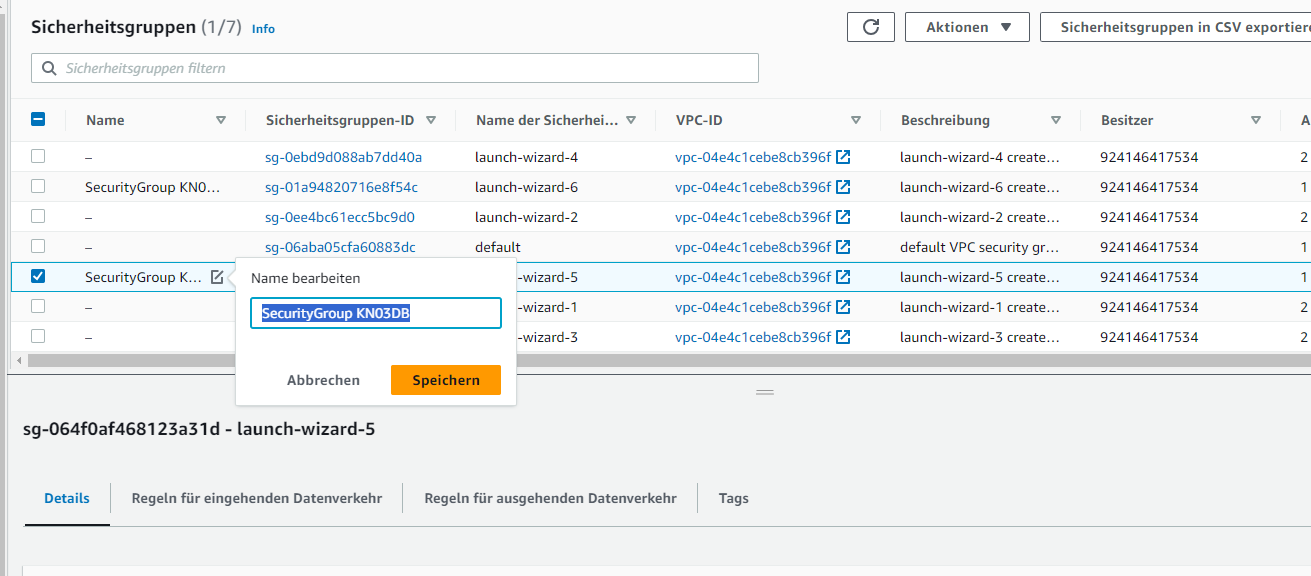 Sicherheitsgruppen (1/7) Info
Aktionen ▼
Sicherheitsgruppen in CSV exportiere
Sicherheitsgruppen filtern
Name Sicherheitsgruppen-ID Name der Sicherhei... VPC-ID Beschreibung Besitzer A
– sg-0ebd9d088ab7dd40a launch-wizard-4 vpc-04e4c1cebe8cb396f launch-wizard-4 create... 924146417534 2
SecurityGroup KN0... sg-01a94820716e8f54c launch-wizard-6 vpc-04e4c1cebe8cb396f launch-wizard-6 create... 924146417534 1
– sg-0ee4bc61ecc5bc9d0 launch-wizard-2 vpc-04e4c1cebe8cb396f launch-wizard-2 create... 924146417534 2
– sg-06aba05cfa60883dc default vpc-04e4c1cebe8cb396f default VPC security gr... 924146417534 1
SecurityGroup K... -wizard-5 vpc-04e4c1cebe8cb396f launch-wizard-5 create... 924146417534 1
– -wizard-1 vpc-04e4c1cebe8cb396f launch-wizard-1 create... 924146417534 2
– -wizard-3 vpc-04e4c1cebe8cb396f launch-wizard-3 create... 924146417534 2
Name bearbeiten
SecurityGroup KN03DB
Abbrechen Speichern
sg-064f0af468123a31d - launch-wizard-5
Details Regeln für eingehenden Datenverkehr Regeln für ausgehenden Datenverkehr Tags